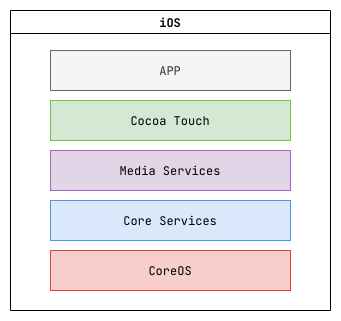 iOS
APP
Cocoa Touch
Media Services
Core Services
CoreOS